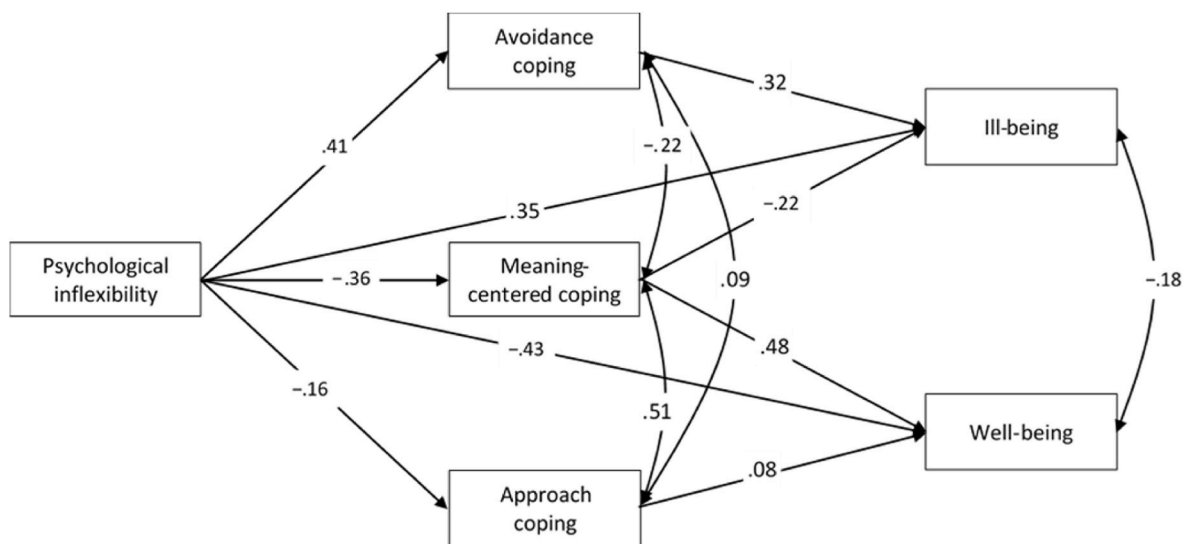 Avoidance
coping
.32
Ill-being
.41
−.22
.35
−.22
Psychological
inflexibility
−.36
Meaning-
centered coping
.09
−.18
−.43
.48
−.16
.51
Well-being
.08
Approach
coping